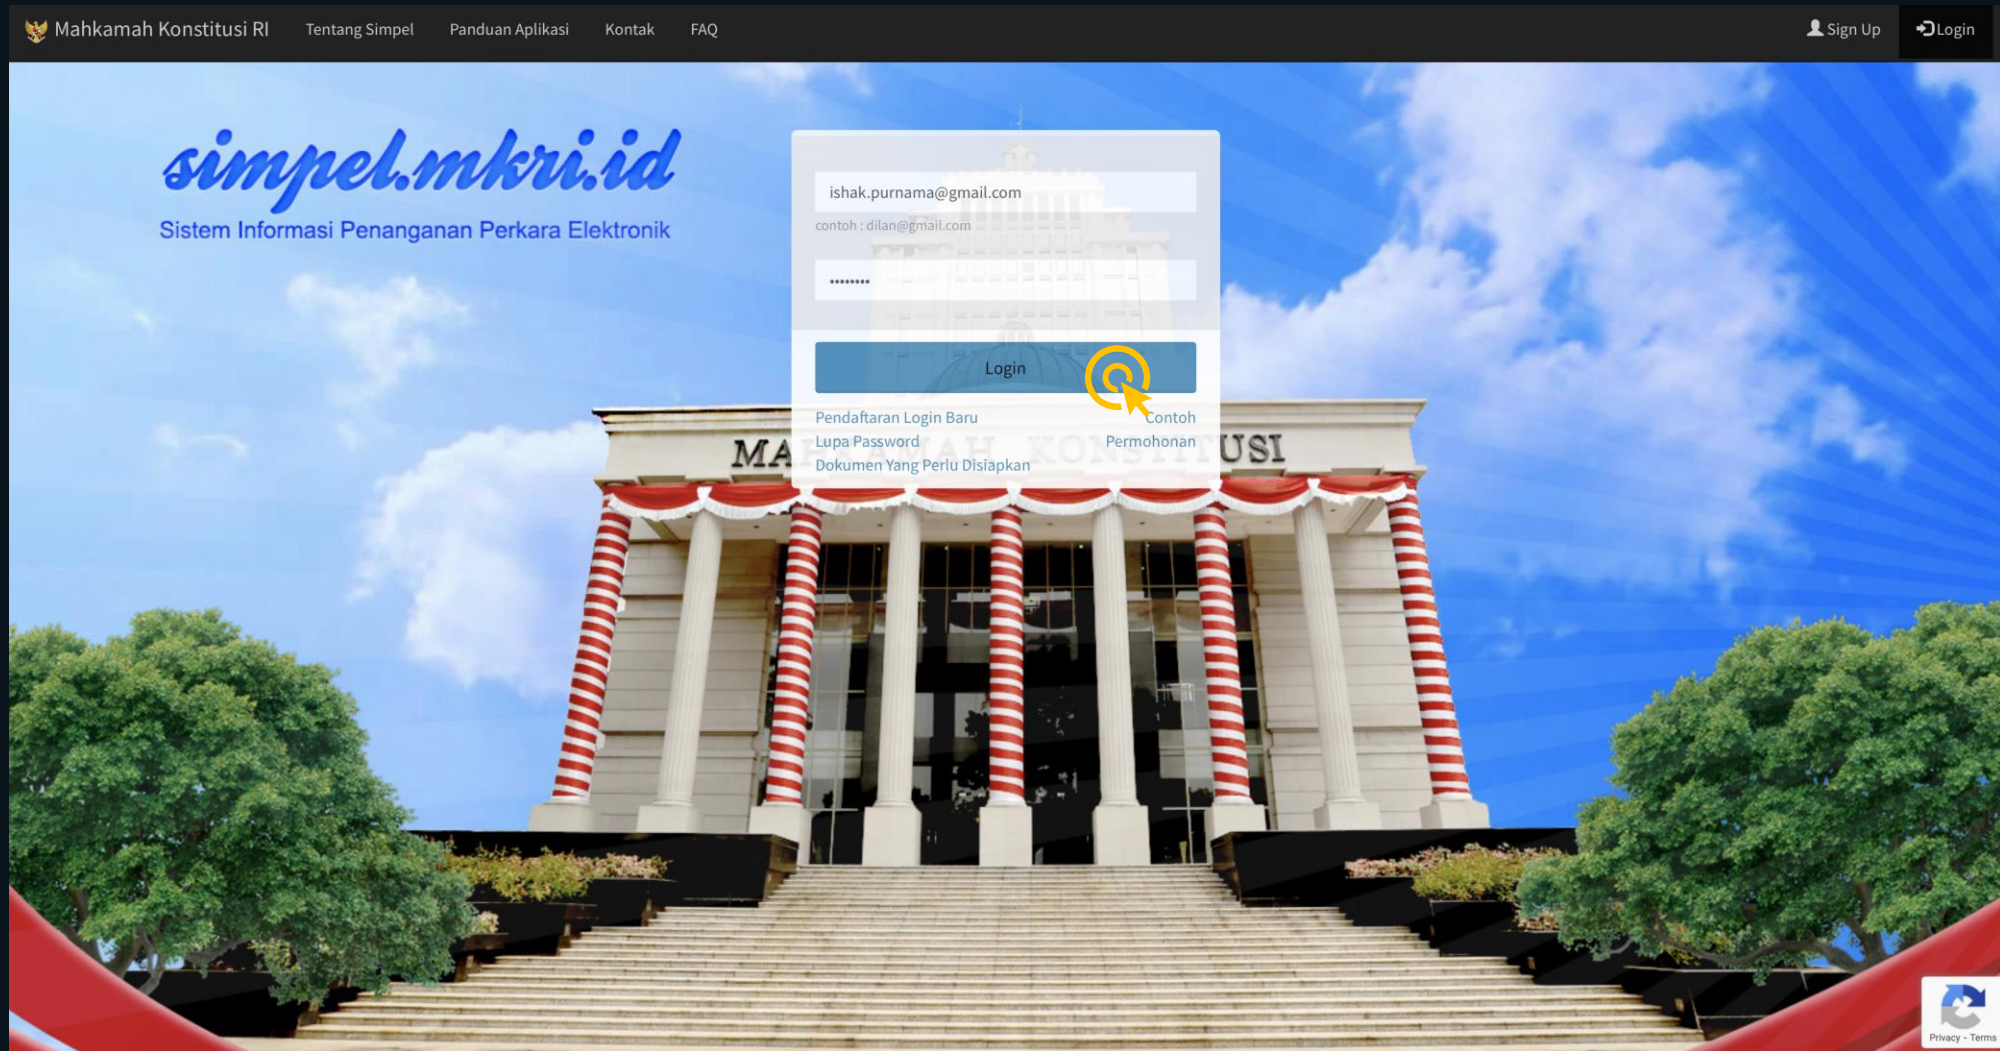 Mahkamah Konstitusi RI Tentang Simpel Panduan Aplikasi Kontak FAQ Sign Up Login
simpel.mkri.id
Sistem Informasi Penanganan Perkara Elektronik
ishak.purnama@gmail.com
contoh : dilan@gmail.com
••••••••
Login
Pendaftaran Login Baru
Lupa Password
Dokumen Yang Perlu Disiapkan
Contoh
Permohonan
MAHKAMAH KONSTITUSI
Privacy - Terms